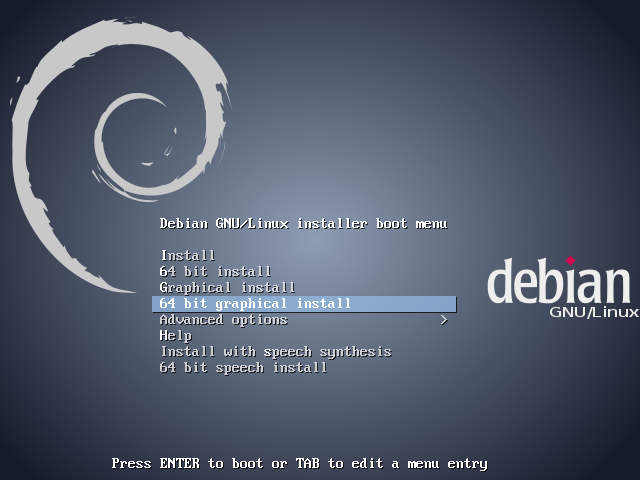 Debian GNU/Linux installer boot menu
Install
64 bit install
Graphical install
64 bit graphical install
Advanced options >
Help
Install with speech synthesis
64 bit speech install
debian
GNU/Linux
Press ENTER to boot or TAB to edit a menu entry